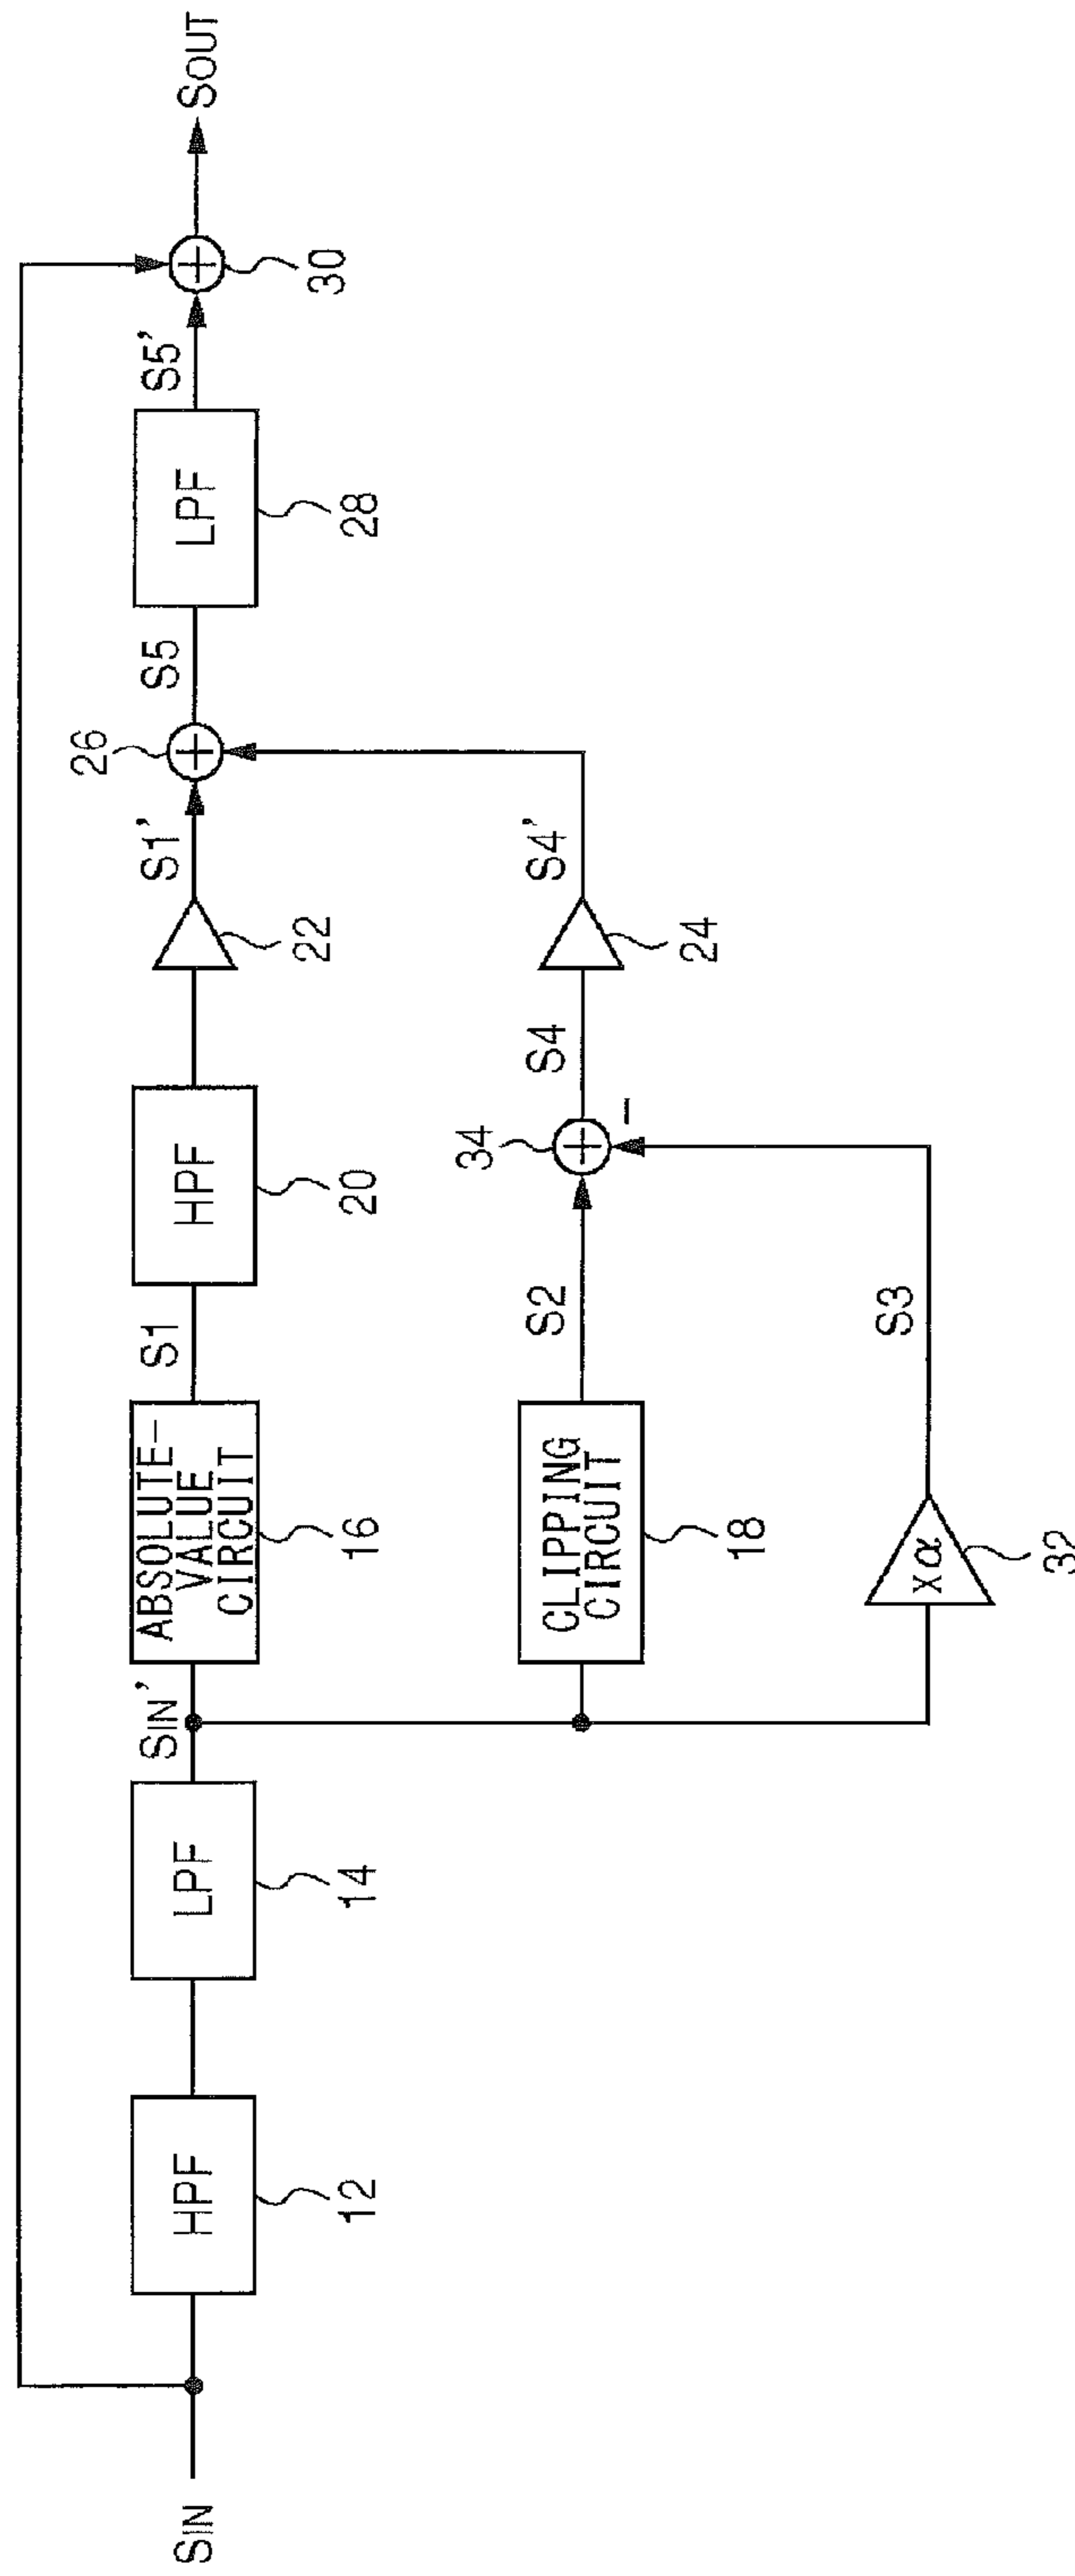 SIN
HPF
12
LPF
14
SIN'
ABSOLUTE-
VALUE
CIRCUIT
16
S1
HPF
20
22
S1'
26
S5
LPF
28
S5'
30
SOUT
CLIPPING
CIRCUIT
18
S2
34
S4
24
S4'
Xα
32
S3
−